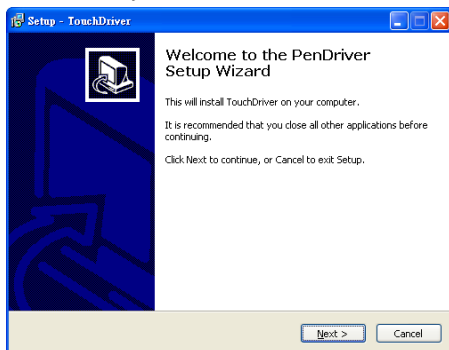 Setup - TouchDriver
Welcome to the PenDriver
Setup Wizard
This will install TouchDriver on your computer.
It is recommended that you close all other applications before
continuing.
Click Next to continue, or Cancel to exit Setup.
Next >
Cancel